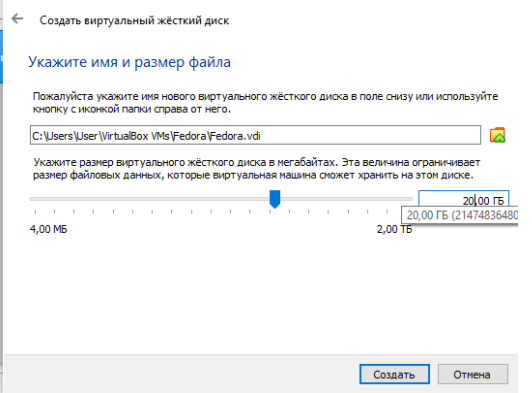 Создать виртуальный жёсткий диск
Укажите имя и размер файла
Пожалуйста укажите имя нового виртуального жёсткого диска в поле снизу или используйте
кнопку с иконкой папки справа от него.
C:\Users\User\VirtualBox VMs\Fedora\Fedora.vdi
Укажите размер виртуального жёсткого диска в мегабайтах. Эта величина ограничивает
размер файловых данных, которые виртуальная машина сможет хранить на этом диске.
20,00 ГБ
20,00 ГБ (21474836480
4,00 МБ
2,00 ТБ
Создать
Отмена